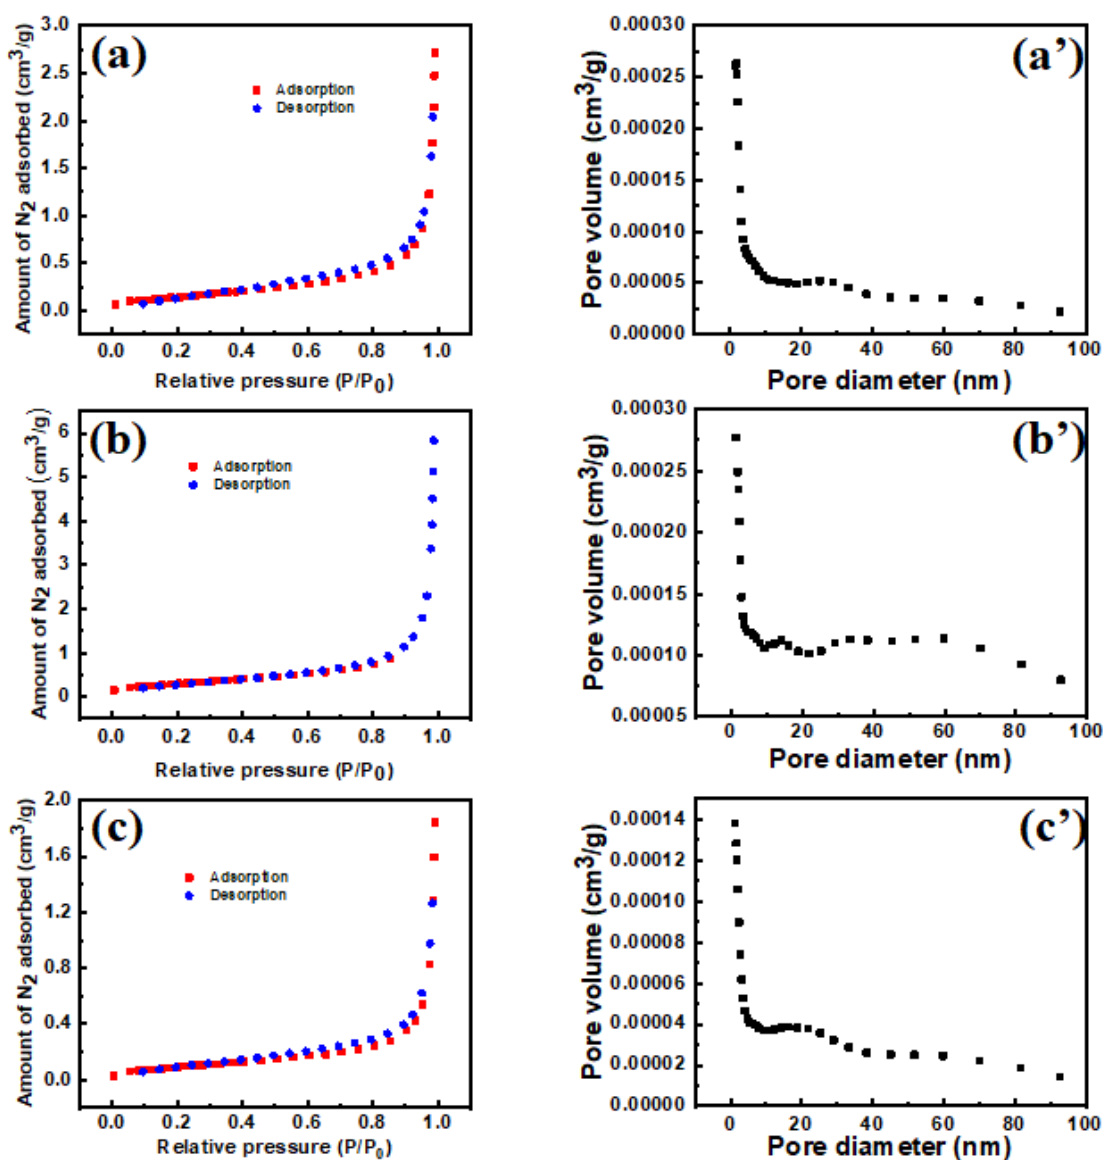 (a)
Amount of N2 adsorbed (cm3/g)
3.0
2.5
2.0
1.5
1.0
0.5
0.0
Adsorption
Desorption
0.0 0.2 0.4 0.6 0.8 1.0
Relative pressure (P/P0)
(a’)
Pore volume (cm3/g)
0.00030
0.00025
0.00020
0.00015
0.00010
0.00005
0.00000
0 20 40 60 80 100
Pore diameter (nm)
(b)
Amount of N2 adsorbed (cm3/g)
6
5
4
3
2
1
0
Adsorption
Desorption
0.0 0.2 0.4 0.6 0.8 1.0
Relative pressure (P/P0)
(b’)
Pore volume (cm3/g)
0.00030
0.00025
0.00020
0.00015
0.00010
0.00005
0 20 40 60 80 100
Pore diameter (nm)
(c)
Amount of N2 adsorbed (cm3/g)
2.0
1.6
1.2
0.8
0.4
0.0
Adsorption
Desorption
0.0 0.2 0.4 0.6 0.8 1.0
Relative pressure (P/P0)
(c’)
Pore volume (cm3/g)
0.00014
0.00012
0.00010
0.00008
0.00006
0.00004
0.00002
0.00000
0 20 40 60 80 100
Pore diameter (nm)